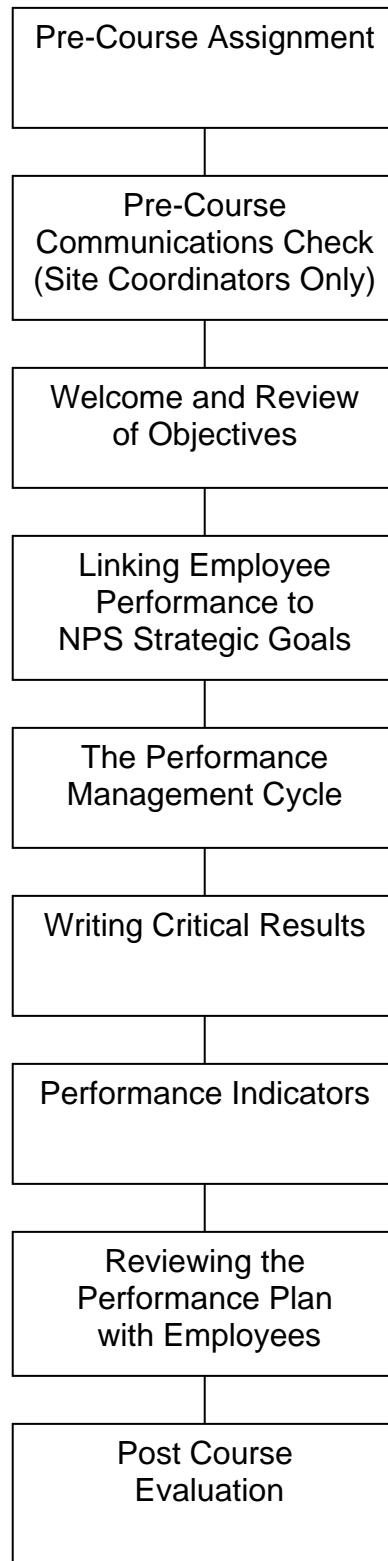 Pre-Course Assignment
Pre-Course
Communications Check
(Site Coordinators Only)
Welcome and Review
of Objectives
Linking Employee
Performance to
NPS Strategic Goals
The Performance
Management Cycle
Writing Critical Results
Performance Indicators
Reviewing the
Performance Plan
with Employees
Post Course
Evaluation